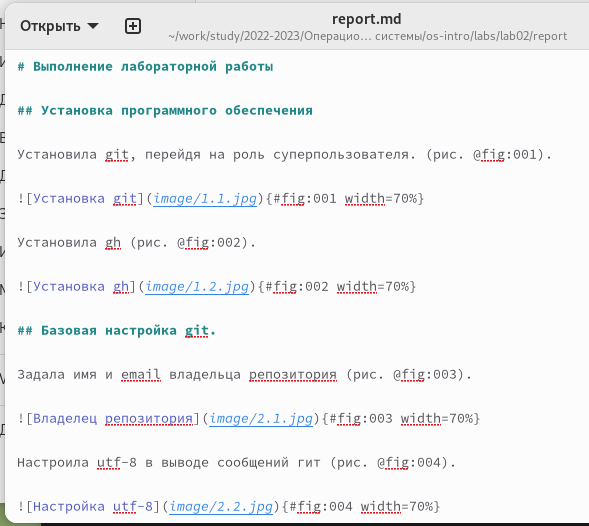 Открыть
report.md
~/work/study/2022-2023/Операцио… системы/os-intro/labs/lab02/report
# Выполнение лабораторной работы
## Установка программного обеспечения
Установила git, перейдя на роль суперпользователя. (рис. @fig:001).
![Установка git](image/1.1.jpg){#fig:001 width=70%}
Установила gh (рис. @fig:002).
![Установка gh](image/1.2.jpg){#fig:002 width=70%}
## Базовая настройка git.
Задала имя и email владельца репозитория (рис. @fig:003).
![Владелец репозитория](image/2.1.jpg){#fig:003 width=70%}
Настроила utf-8 в выводе сообщений гит (рис. @fig:004).
![Настройка utf-8](image/2.2.jpg){#fig:004 width=70%}